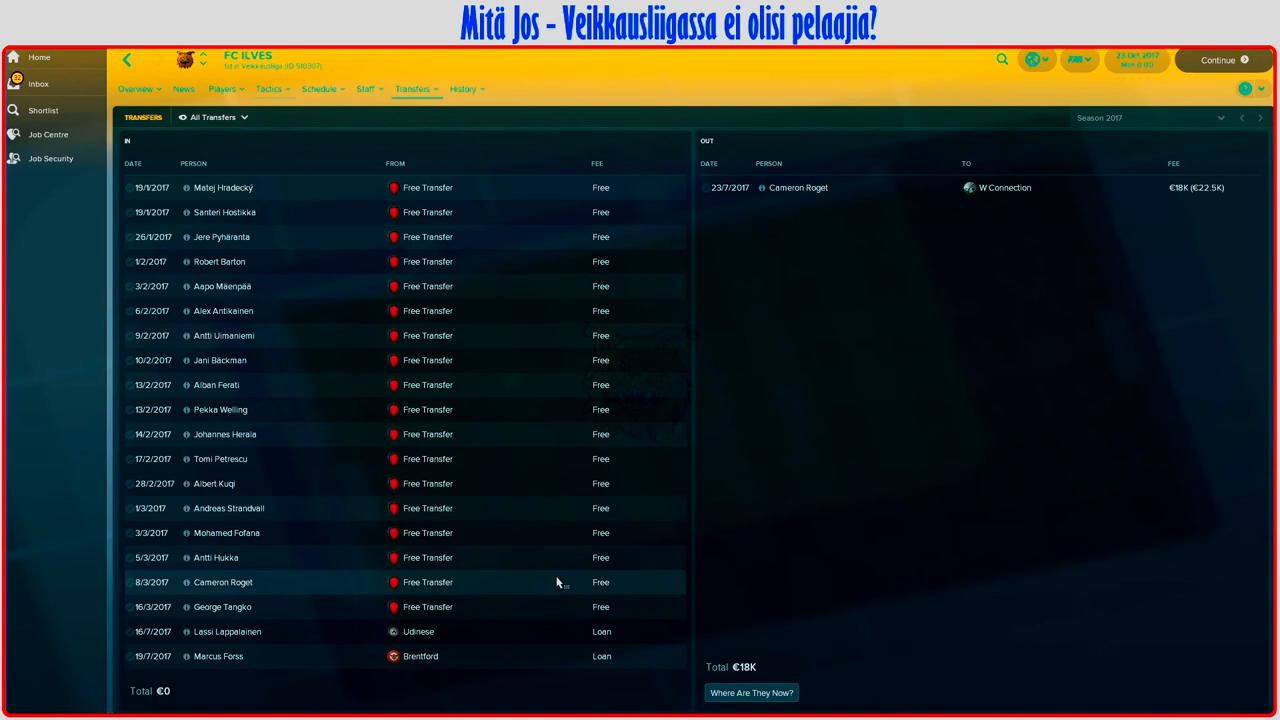 Mitä Jos - Veikkausliigassa ei olisi pelaajia?
Home
Inbox
32
Shortlist
Job Centre
Job Security
FC ILVES
1st in Veikkausliiga (ID 510307)
23 Oct 2017
Continue
Overview News Players Tactics Schedule Staff Transfers History
TRANSFERS All Transfers Season 2017
IN
DATE PERSON FROM FEE
19/1/2017 Matej Hradecký Free Transfer Free
19/1/2017 Santeri Hostikka Free Transfer Free
26/1/2017 Jere Pyhäranta Free Transfer Free
1/2/2017 Robert Barton Free Transfer Free
3/2/2017 Aapo Mäenpää Free Transfer Free
6/2/2017 Alex Antikainen Free Transfer Free
9/2/2017 Antti Uimaniemi Free Transfer Free
10/2/2017 Jani Bäckman Free Transfer Free
13/2/2017 Alban Ferati Free Transfer Free
13/2/2017 Pekka Welling Free Transfer Free
14/2/2017 Johannes Herala Free Transfer Free
17/2/2017 Tomi Petrescu Free Transfer Free
28/2/2017 Albert Kuqi Free Transfer Free
1/3/2017 Andreas Strandvall Free Transfer Free
3/3/2017 Mohamed Fofana Free Transfer Free
5/3/2017 Antti Hukka Free Transfer Free
8/3/2017 Cameron Roget Free Transfer Free
16/3/2017 George Tangko Free Transfer Free
16/7/2017 Lassi Lappalainen Udinese Loan
19/7/2017 Marcus Forss Brentford Loan
Total €0
OUT
DATE PERSON TO FEE
23/7/2017 Cameron Roget W Connection €18K (€22.5K)
Total €18K
Where Are They Now?